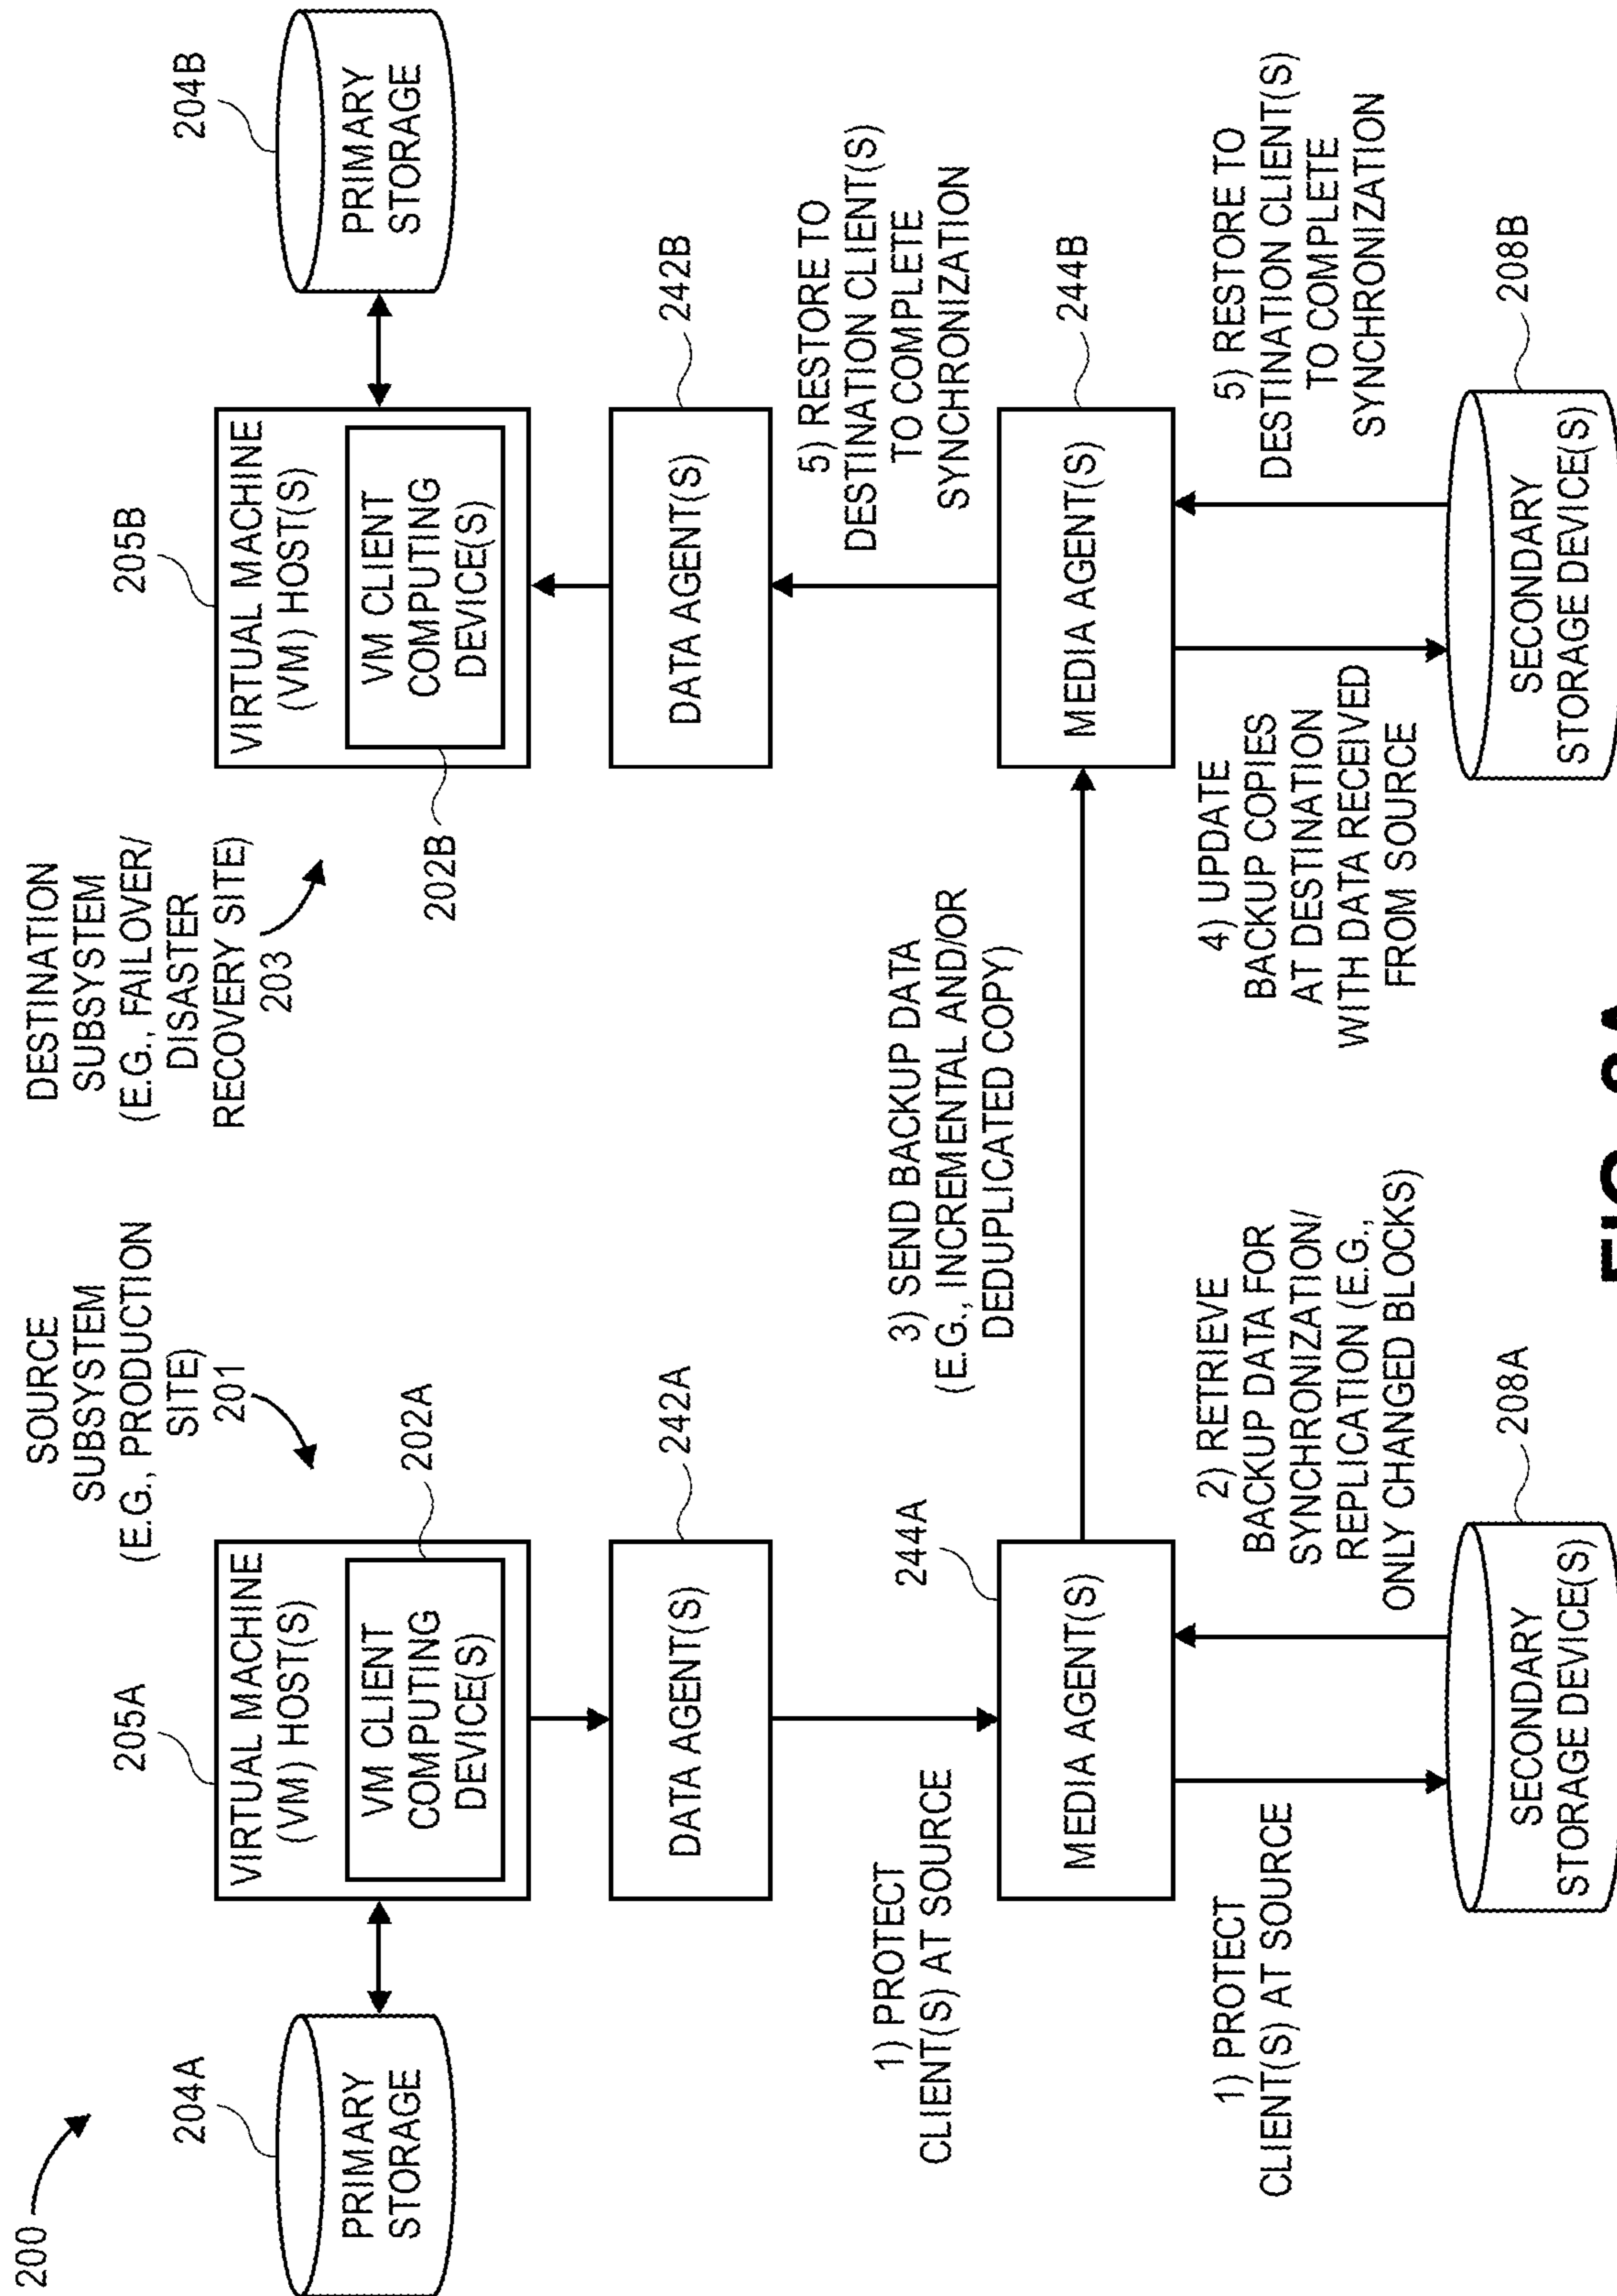 200
SOURCE
SUBSYSTEM
(E.G., PRODUCTION
SITE)
201
DESTINATION
SUBSYSTEM
(E.G., FAILOVER/
DISASTER
RECOVERY SITE)
203
204A
PRIMARY
STORAGE
205A
VIRTUAL MACHINE
(VM) HOST(S)
VM CLIENT
COMPUTING
DEVICE(S)
202A
202B
205B
VIRTUAL MACHINE
(VM) HOST(S)
VM CLIENT
COMPUTING
DEVICE(S)
204B
PRIMARY
STORAGE
DATA AGENT(S)
242A
DATA AGENT(S)
242B
1) PROTECT
CLIENT(S) AT SOURCE
244A
3) SEND BACKUP DATA
(E.G., INCREMENTAL AND/OR
DEDUPLICATED COPY)
5) RESTORE TO
DESTINATION CLIENT(S)
TO COMPLETE
SYNCHRONIZATION
MEDIA AGENT(S)
MEDIA AGENT(S)
244B
1) PROTECT
CLIENT(S) AT SOURCE
2) RETRIEVE
BACKUP DATA FOR
SYNCHRONIZATION/
REPLICATION (E.G.,
ONLY CHANGED BLOCKS)
4) UPDATE
BACKUP COPIES
AT DESTINATION
WITH DATA RECEIVED
FROM SOURCE
5) RESTORE TO
DESTINATION CLIENT(S)
TO COMPLETE
SYNCHRONIZATION
SECONDARY
STORAGE DEVICE(S)
208A
SECONDARY
STORAGE DEVICE(S)
208B